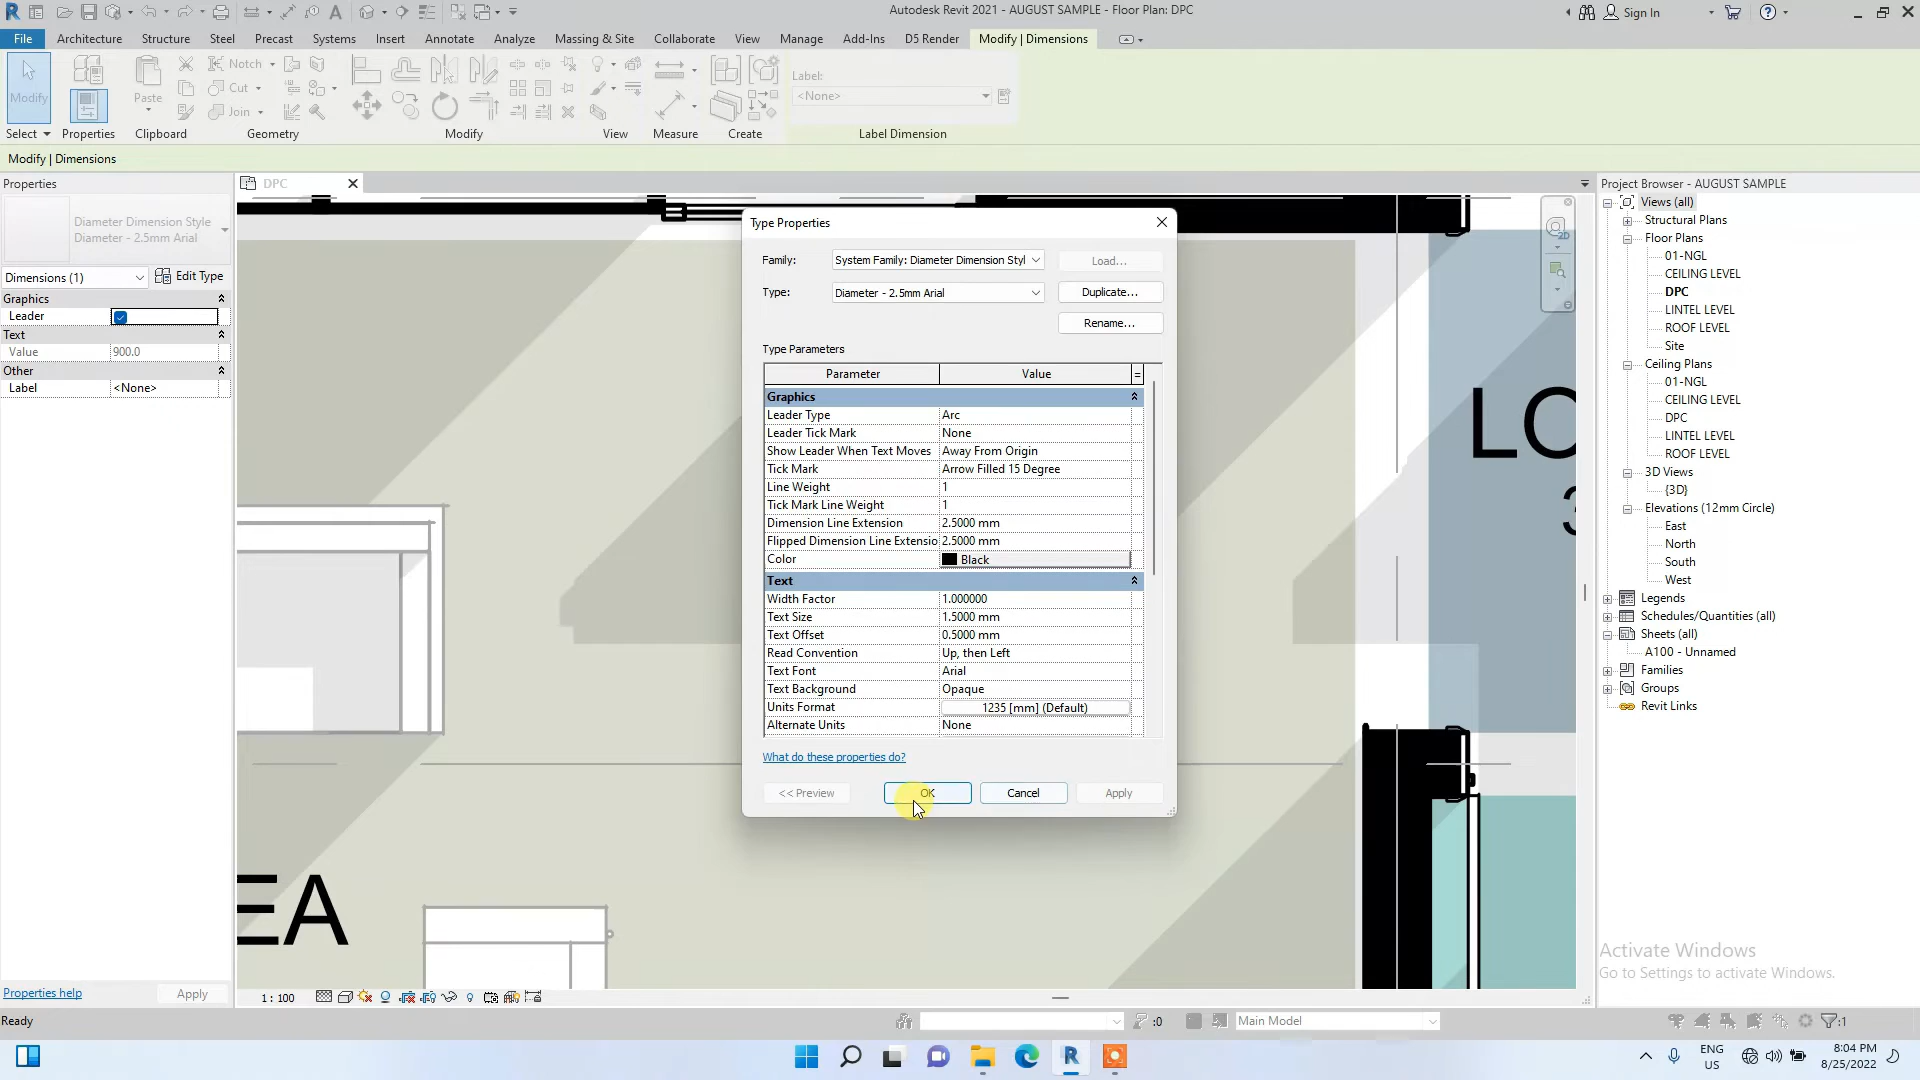 Autodesk Revit 2021 - AUGUST SAMPLE - Floor Plan: DPC
Sign In
File Architecture Structure Steel Precast Systems Insert Annotate Analyze Massing & Site Collaborate View Manage Add-Ins D5 Render Modify | Dimensions
Modify
Paste
Notch
Cut
Join
Label:
<None>
Select Properties Clipboard Geometry Modify View Measure Create Label Dimension
Modify | Dimensions
Properties
Diameter Dimension Style
Diameter - 2.5mm Arial
Dimensions (1)
Edit Type
Graphics
Leader
Text
Value 900.0
Other
Label <None>
Properties help
Apply
DPC
2D
LO
3
EA
Type Properties
Family: System Family: Diameter Dimension Styl
Load...
Type: Diameter - 2.5mm Arial
Duplicate...
Rename...
Type Parameters
Parameter Value =
Graphics
Leader Type Arc
Leader Tick Mark None
Show Leader When Text Moves Away From Origin
Tick Mark Arrow Filled 15 Degree
Line Weight 1
Tick Mark Line Weight 1
Dimension Line Extension 2.5000 mm
Flipped Dimension Line Extensio 2.5000 mm
Color Black
Text
Width Factor 1.000000
Text Size 1.5000 mm
Text Offset 0.5000 mm
Read Convention Up, then Left
Text Font Arial
Text Background Opaque
Units Format 1235 [mm] (Default)
Alternate Units None
What do these properties do?
<< Preview OK Cancel Apply
Project Browser - AUGUST SAMPLE
Views (all)
Structural Plans
Floor Plans
01-NGL
CEILING LEVEL
DPC
LINTEL LEVEL
ROOF LEVEL
Site
Ceiling Plans
01-NGL
CEILING LEVEL
DPC
LINTEL LEVEL
ROOF LEVEL
3D Views
{3D}
Elevations (12mm Circle)
East
North
South
West
Legends
Schedules/Quantities (all)
Sheets (all)
A100 - Unnamed
Families
Groups
Revit Links
Activate Windows
Go to Settings to activate Windows.
1 : 100
Ready
:0
Main Model
:1
ENG
US
8:04 PM
8/25/2022